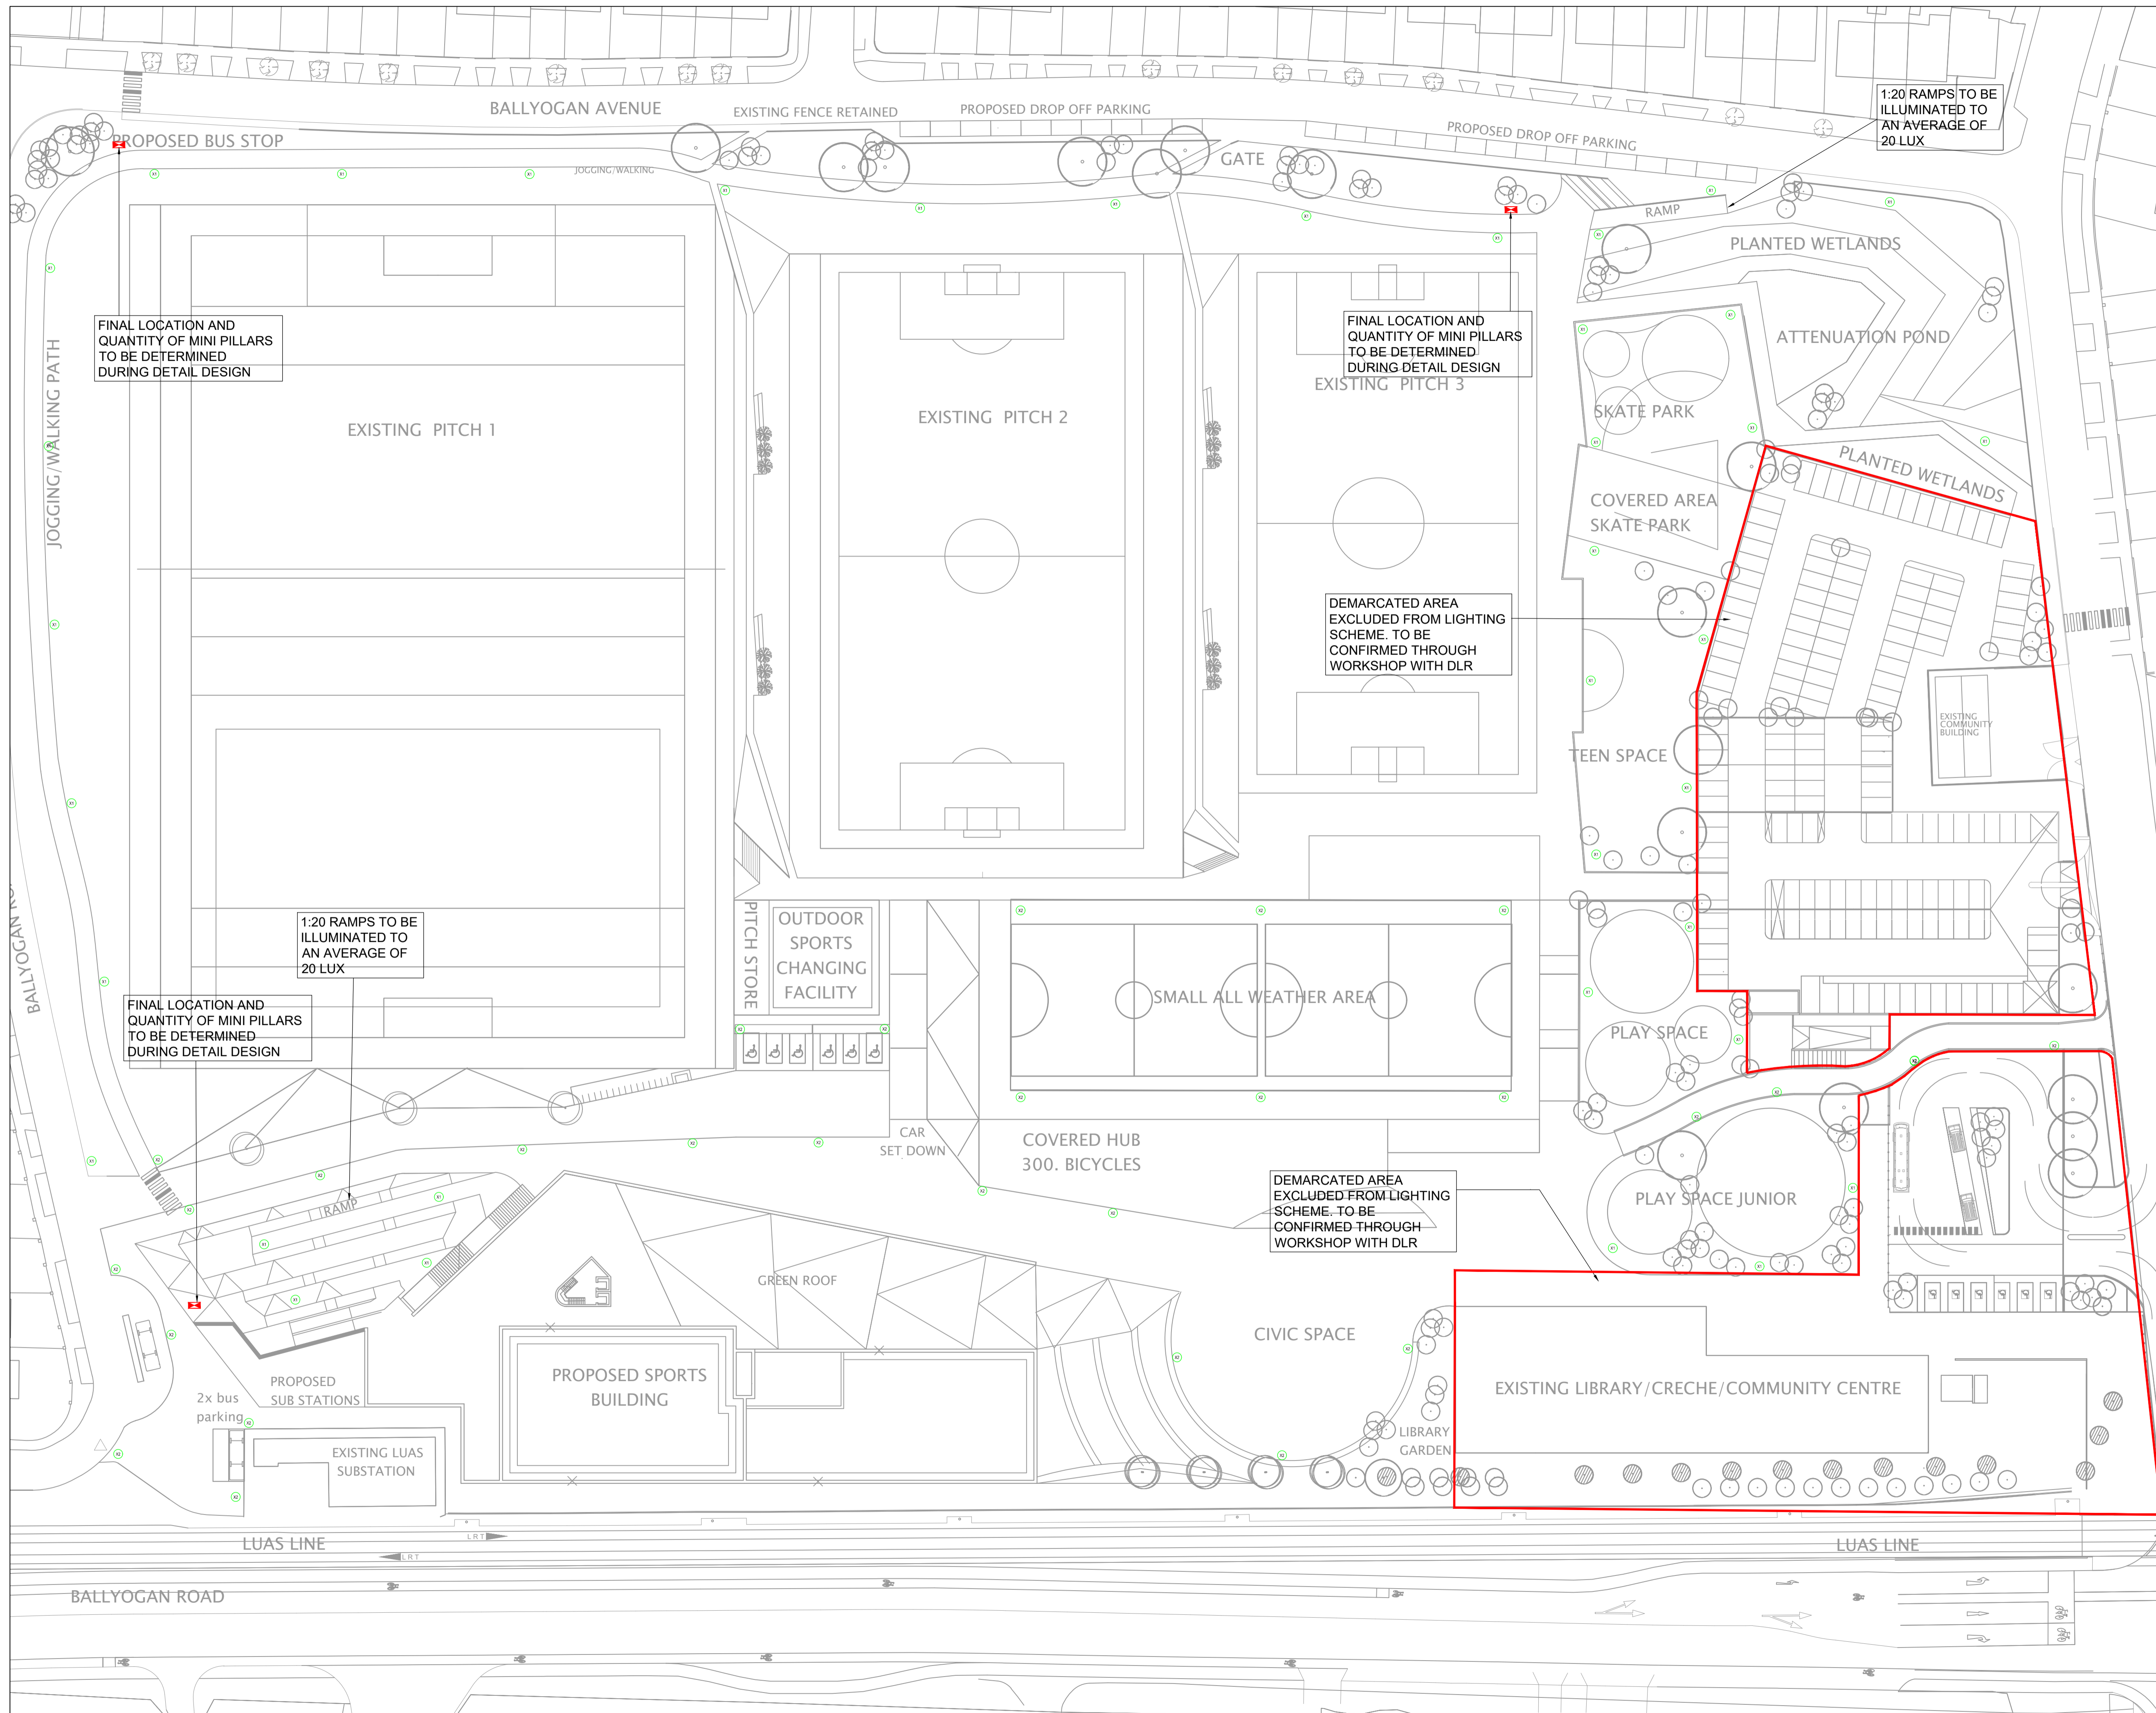 BALLYOGAN AVENUE
EXISTING FENCE RETAINED
PROPOSED DROP OFF PARKING
PROPOSED DROP OFF PARKING
1:20 RAMPS TO BE
ILLUMINATED TO
AN AVERAGE OF
20 LUX
PROPOSED BUS STOP
JOGGING/WALKING
GATE
RAMP
PLANTED WETLANDS
ATTENUATION POND
FINAL LOCATION AND
QUANTITY OF MINI PILLARS
TO BE DETERMINED
DURING DETAIL DESIGN
FINAL LOCATION AND
QUANTITY OF MINI PILLARS
TO BE DETERMINED
DURING DETAIL DESIGN
JOGGING/WALKING PATH
EXISTING PITCH 1
EXISTING PITCH 2
EXISTING PITCH 3
SKATE PARK
PLANTED WETLANDS
COVERED AREA
SKATE PARK
DEMARCATED AREA
EXCLUDED FROM LIGHTING
SCHEME. TO BE
CONFIRMED THROUGH
WORKSHOP WITH DLR
EXISTING
COMMUNITY
BUILDING
TEEN SPACE
1:20 RAMPS TO BE
ILLUMINATED TO
AN AVERAGE OF
20 LUX
PITCH STORE
OUTDOOR
SPORTS
CHANGING
FACILITY
SMALL ALL WEATHER AREA
BALLYOGAN
FINAL LOCATION AND
QUANTITY OF MINI PILLARS
TO BE DETERMINED
DURING DETAIL DESIGN
PLAY SPACE
CAR
SET DOWN
COVERED HUB
300. BICYCLES
DEMARCATED AREA
EXCLUDED FROM LIGHTING
SCHEME. TO BE
CONFIRMED THROUGH
WORKSHOP WITH DLR
PLAY SPACE JUNIOR
RAMP
GREEN ROOF
CIVIC SPACE
PROPOSED
SUB STATIONS
2x bus
parking
PROPOSED SPORTS
BUILDING
EXISTING LIBRARY/CRECHE/COMMUNITY CENTRE
LIBRARY
GARDEN
EXISTING LUAS
SUBSTATION
LUAS LINE
LRT
LRT
LUAS LINE
BALLYOGAN ROAD